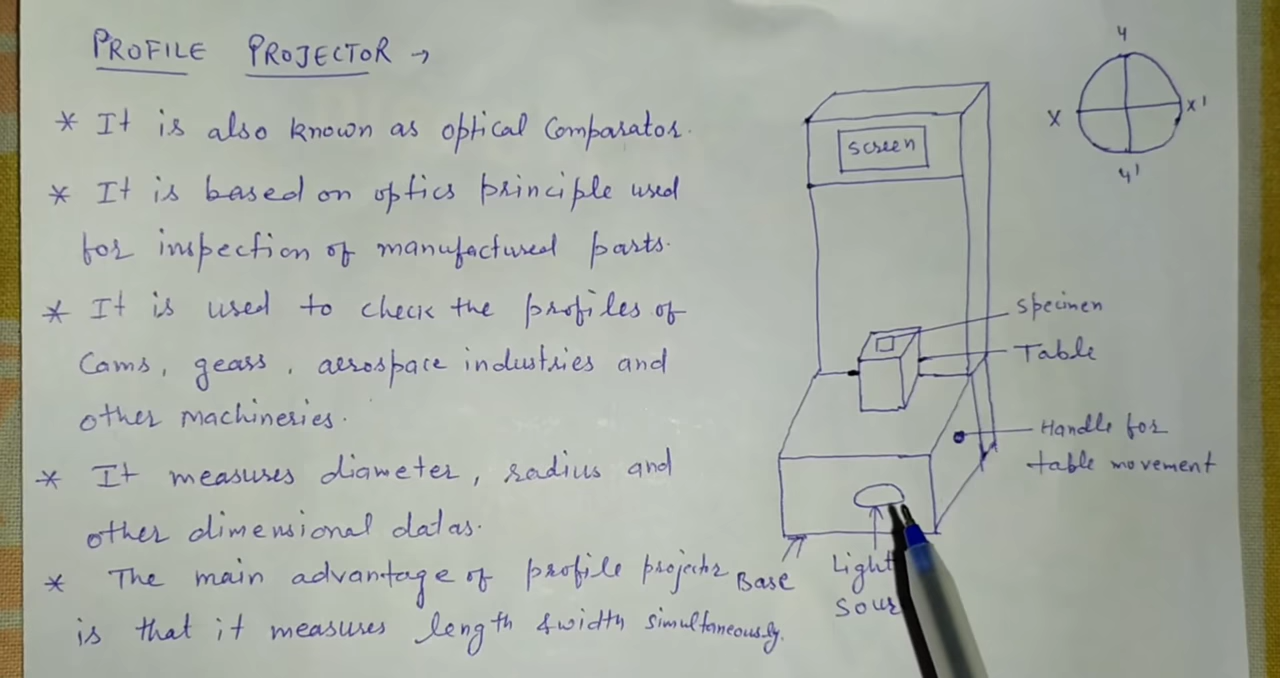 PROFILE PROJECTOR →
* It is also known as optical Comparator.
* It is based on optics principle used
for inspection of manufactured parts.
* It is used to check the profiles of
Cams, gears, aerospace industries and
other machineries.
* It measures diameter, radius and
other dimensional datas.
* The main advantage of profile projector
is that it measures length & width simultaneously.
Y
X
X'
Y'
Screen
Specimen
Table
Handle for
table movement
Base
Light
Sour